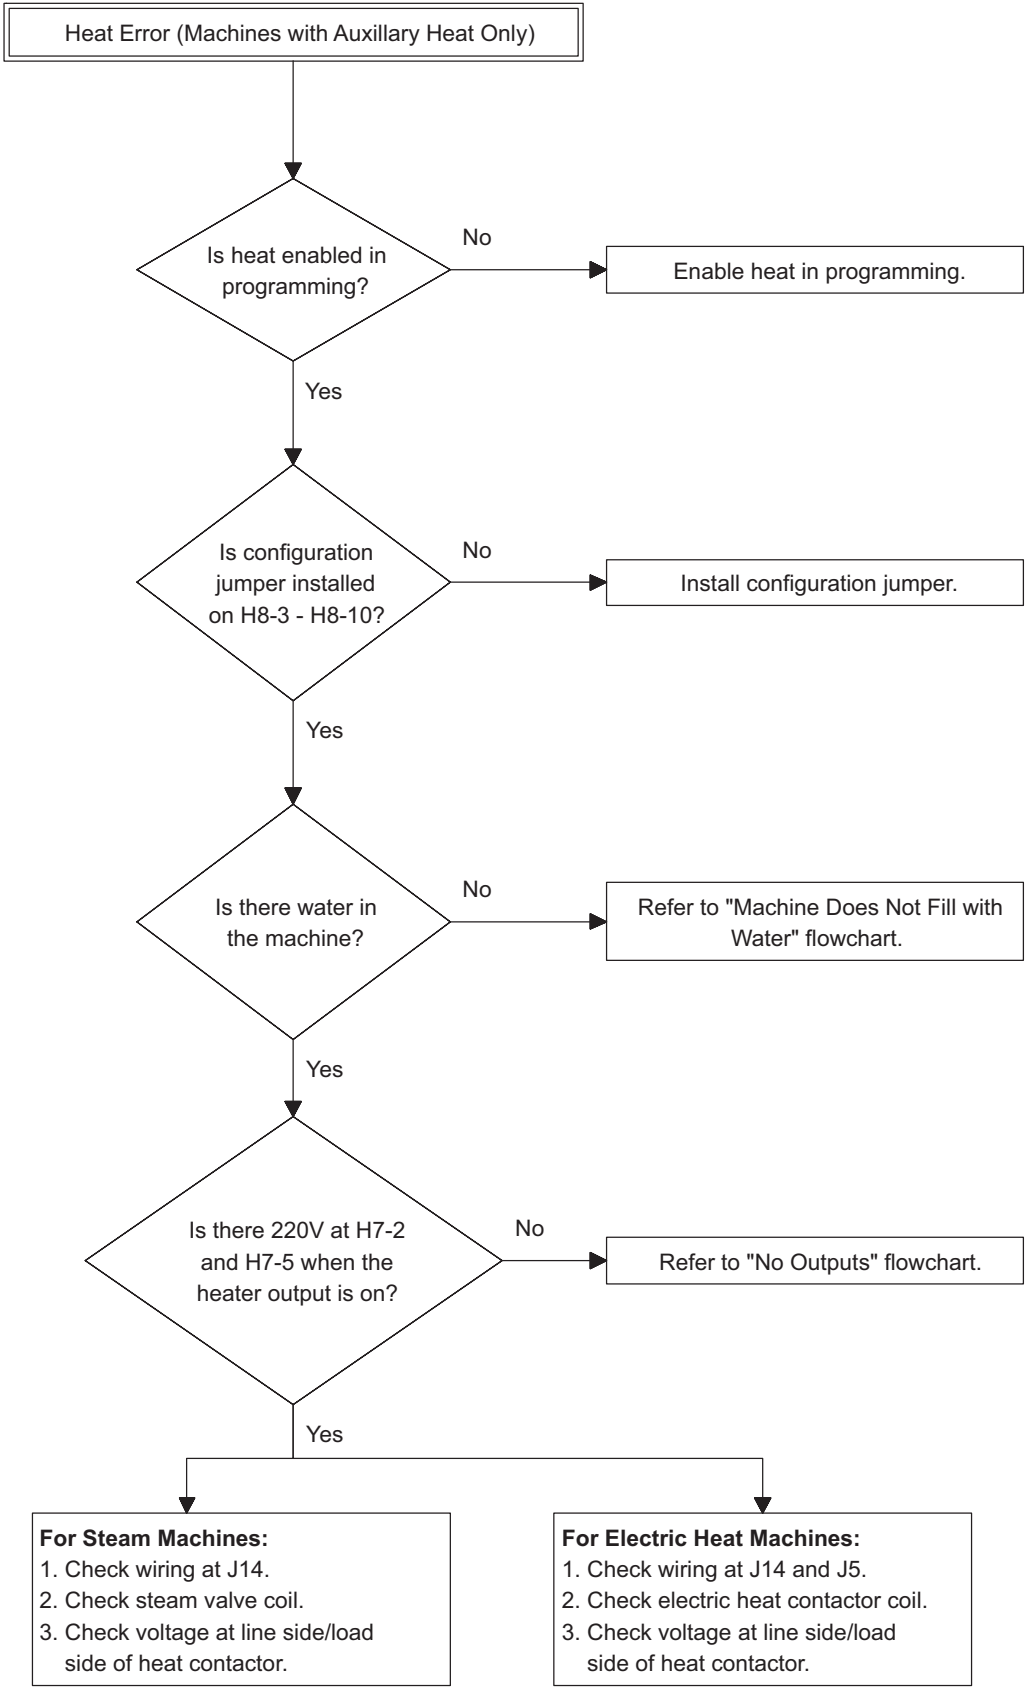 Heat Error (Machines with Auxillary Heat Only)
Is heat enabled in
programming?
No
Enable heat in programming.
Yes
Is configuration
jumper installed
on H8-3 - H8-10?
No
Install configuration jumper.
Yes
Is there water in
the machine?
No
Refer to "Machine Does Not Fill with
Water" flowchart.
Yes
Is there 220V at H7-2
and H7-5 when the
heater output is on?
No
Refer to "No Outputs" flowchart.
Yes
For Steam Machines:
1. Check wiring at J14.
2. Check steam valve coil.
3. Check voltage at line side/load
side of heat contactor.
For Electric Heat Machines:
1. Check wiring at J14 and J5.
2. Check electric heat contactor coil.
3. Check voltage at line side/load
side of heat contactor.